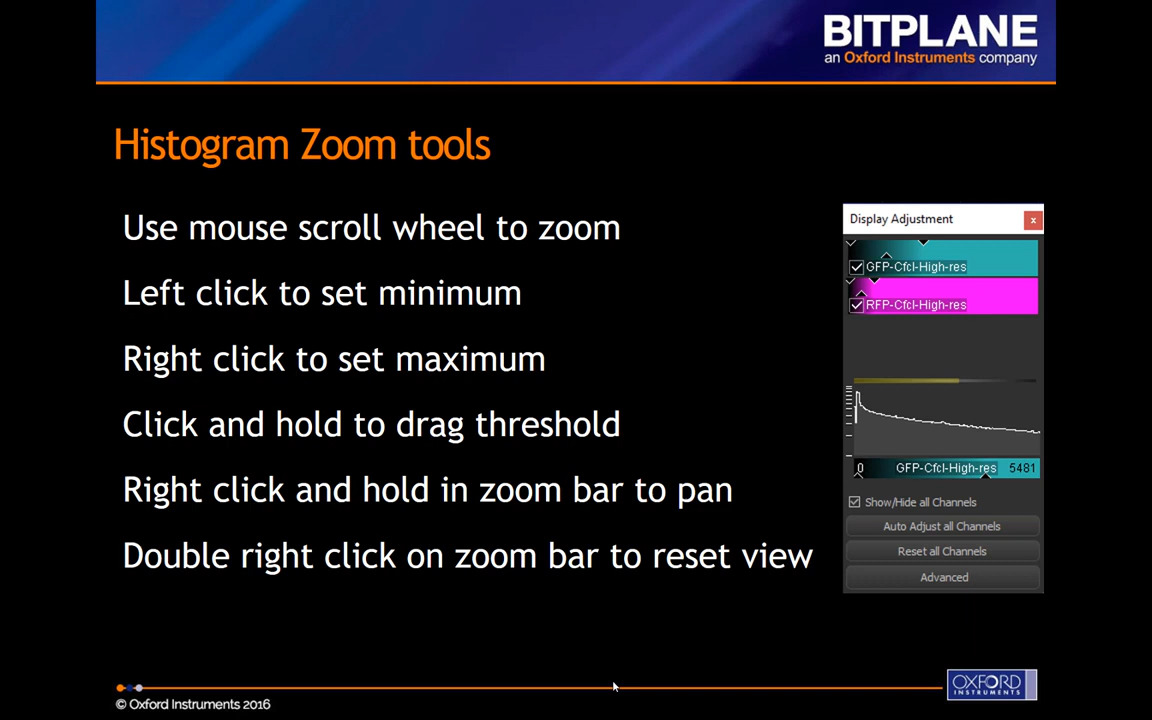 BITPLANE
an Oxford Instruments company
Histogram Zoom tools
Use mouse scroll wheel to zoom
Left click to set minimum
Right click to set maximum
Click and hold to drag threshold
Right click and hold in zoom bar to pan
Double right click on zoom bar to reset view
Display Adjustment
x
GFP-Cfcl-High-res
RFP-Cfcl-High-res
0 GFP-Cfcl-High-res 5481
Show/Hide all Channels
Auto Adjust all Channels
Reset all Channels
Advanced
© Oxford Instruments 2016
OXFORD
INSTRUMENTS